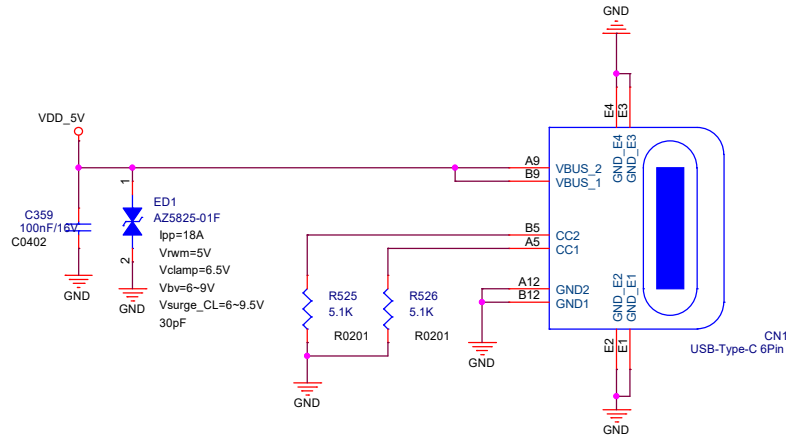 GND
E4
E3
VDD_5V
GND_E4
GND_E3
A9
VBUS_2
B9
VBUS_1
1
ED1
AZ5825-01F
Ipp=18A
Vrwm=5V
Vclamp=6.5V
Vbv=6~9V
Vsurge_CL=6~9.5V
30pF
2
GND
C359
100nF/16V
C0402
GND
B5
CC2
A5
CC1
A12
GND2
B12
GND1
R525
5.1K
R0201
R526
5.1K
R0201
GND
GND
GND_E2
GND_E1
E2
E1
CN1
USB-Type-C 6Pin
GND